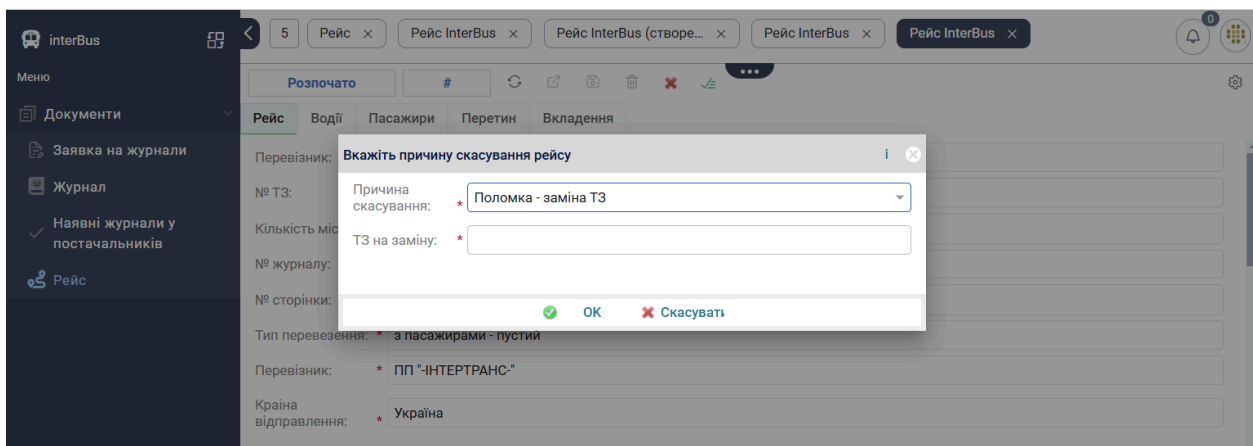 interBus
5
Рейс
Рейс InterBus
Рейс InterBus (створе...
Рейс InterBus
Рейс InterBus
0
Меню
Документи
Заявка на журнали
Журнал
Наявні журнали у
постачальників
Рейс
Розпочато
#
Рейс
Водії
Пасажири
Перетин
Вкладення
Перевізник:
№ ТЗ:
Кількість міс
№ журналу:
№ сторінки:
Вкажіть причину скасування рейсу
i
Причина
скасування: *
Поломка - заміна ТЗ
ТЗ на заміну: *
OK
Скасувати
Тип перевезення: * з пасажирами - пустий
Перевізник: * ПП "-ІНТЕРТРАНС-"
Країна
відправлення: * Україна